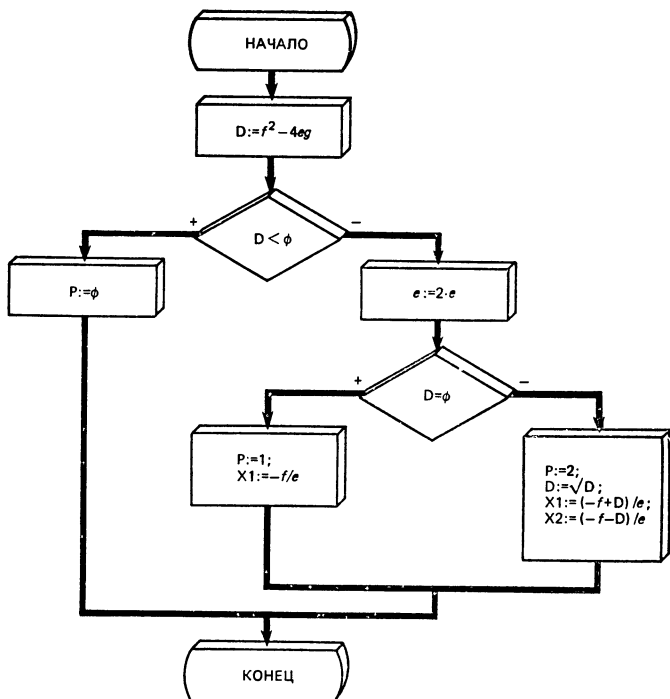 НАЧАЛО
D:=f²−4eg
+
−
D<ϕ
P:=ϕ
e:=2·e
+
−
D=ϕ
P:=1;
X1:=−f/e
P:=2;
D:=√D;
X1:=(−f+D)/e;
X2:=(−f−D)/e
КОНЕЦ